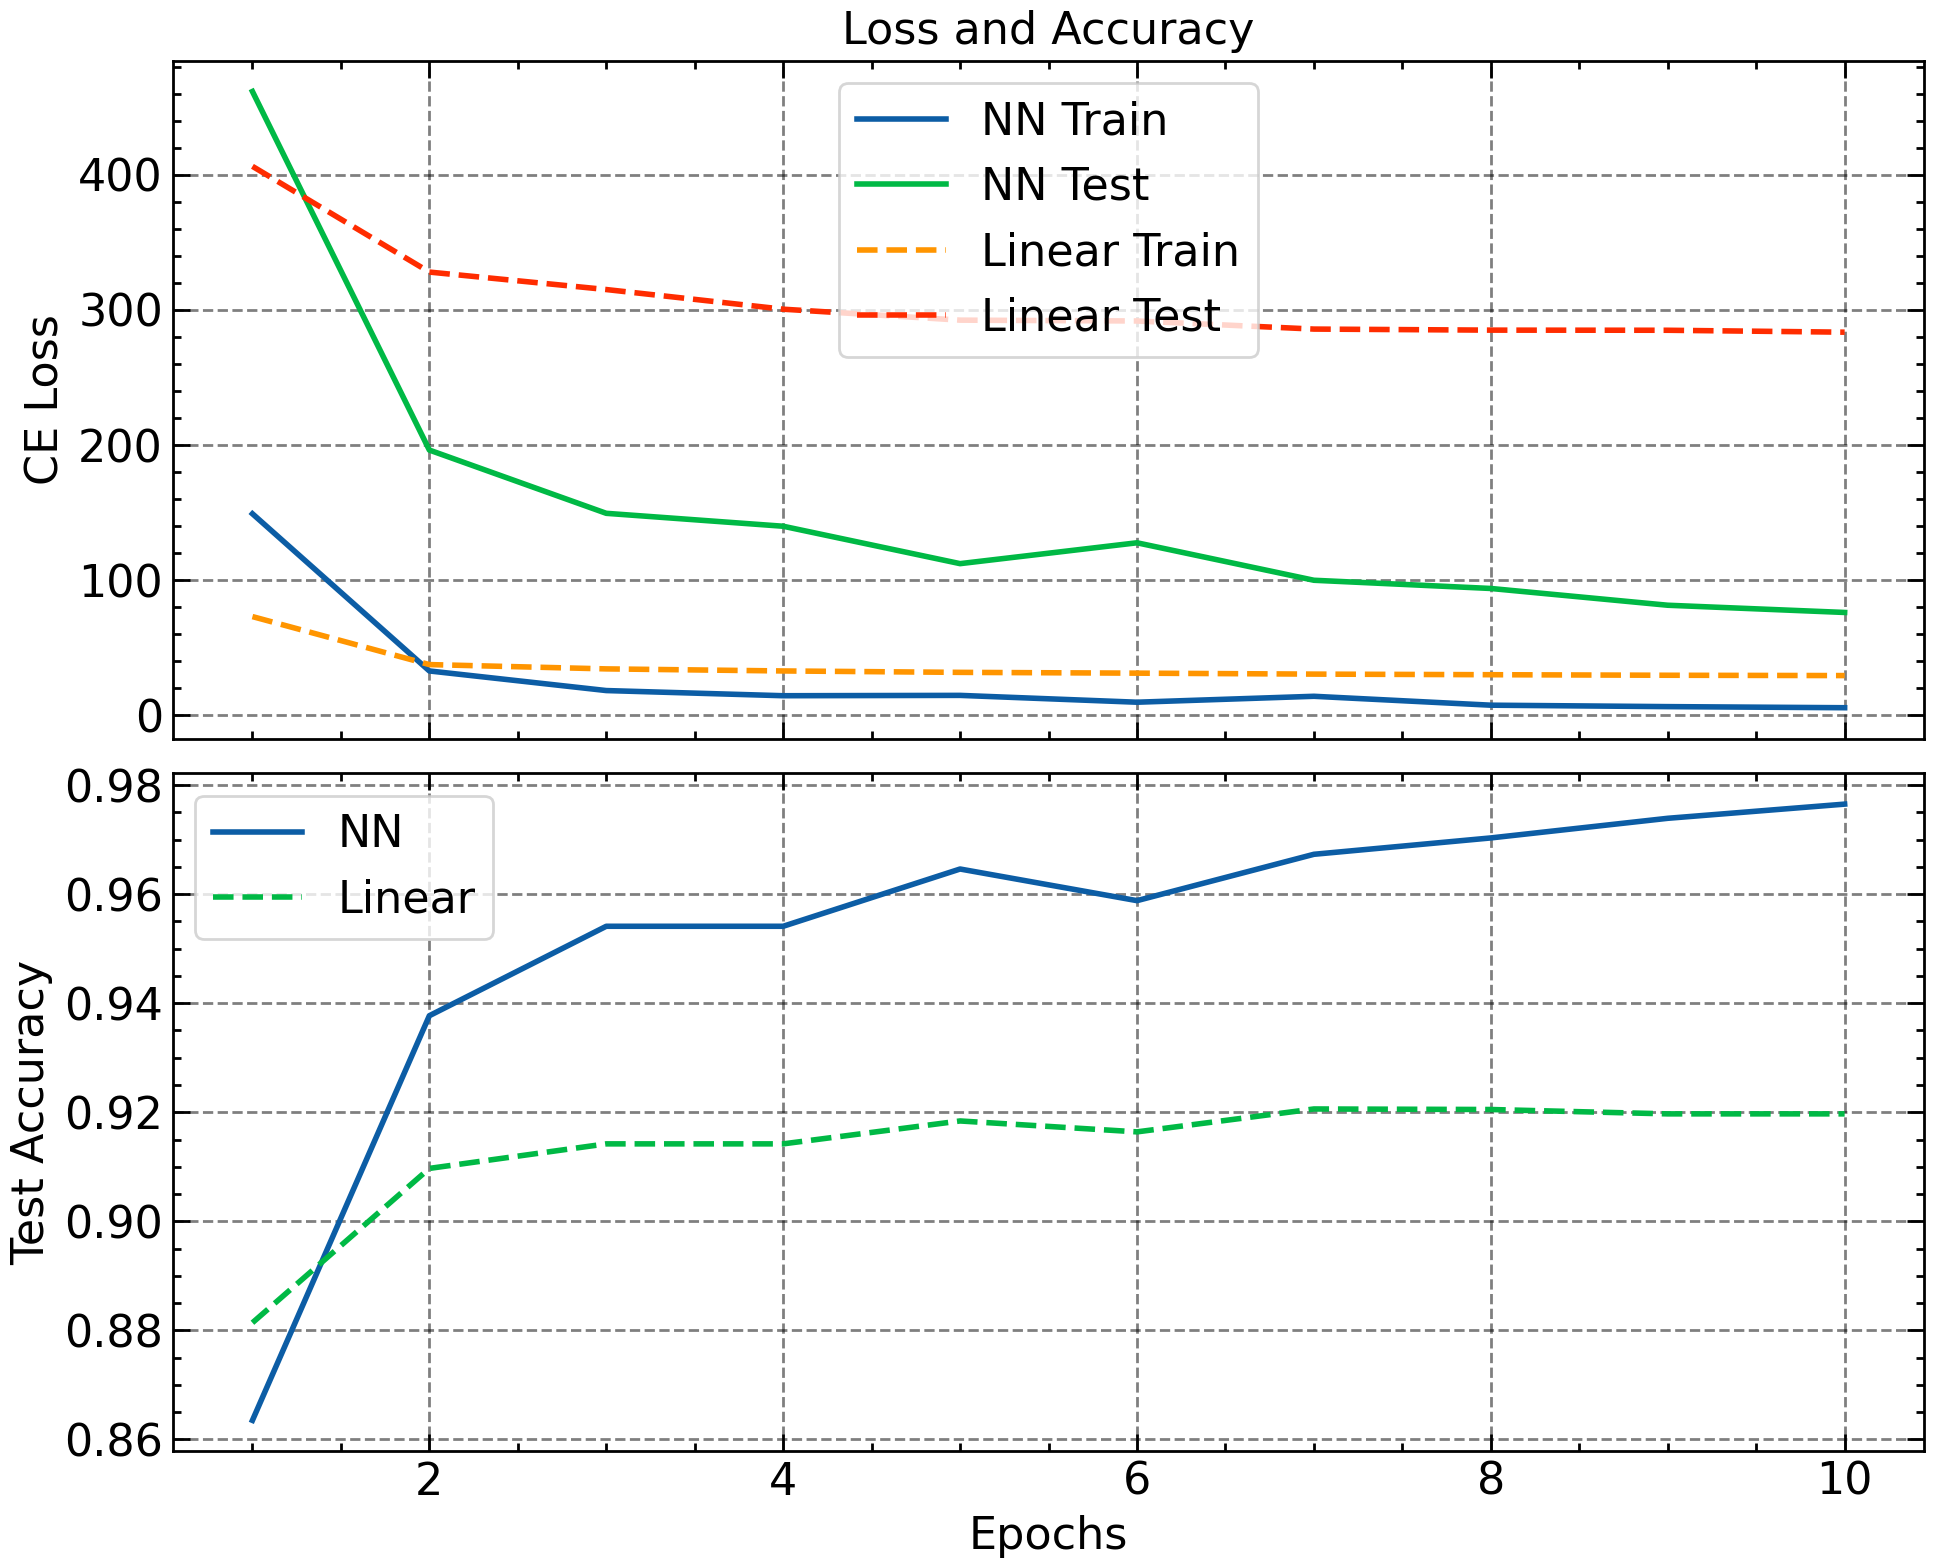 Loss and Accuracy
CE Loss
400
300
200
100
0
NN Train
NN Test
Linear Train
Linear Test
Test Accuracy
0.98
0.96
0.94
0.92
0.90
0.88
0.86
NN
Linear
2 4 6 8 10
Epochs